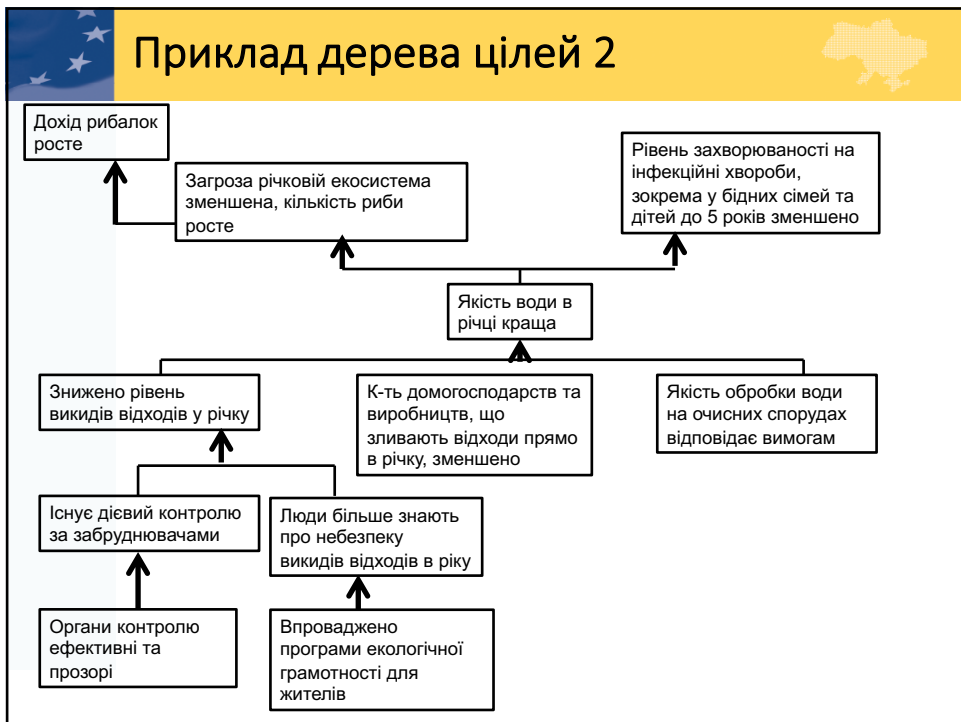 Приклад дерева цілей 2
Дохід рибалок
росте
Загроза річковій екосистема
зменшена, кількість риби
росте
Рівень захворюваності на
інфекційні хвороби,
зокрема у бідних сімей та
дітей до 5 років зменшено
Якість води в
річці краща
Знижено рівень
викидів відходів у річку
К-ть домогосподарств та
виробництв, що
зливають відходи прямо
в річку, зменшено
Якість обробки води
на очисних спорудах
відповідає вимогам
Існує дієвий контролю
за забруднювачами
Люди більше знають
про небезпеку
викидів відходів в ріку
Органи контролю
ефективні та
прозорі
Впроваджено
програми екологічної
грамотності для
жителів